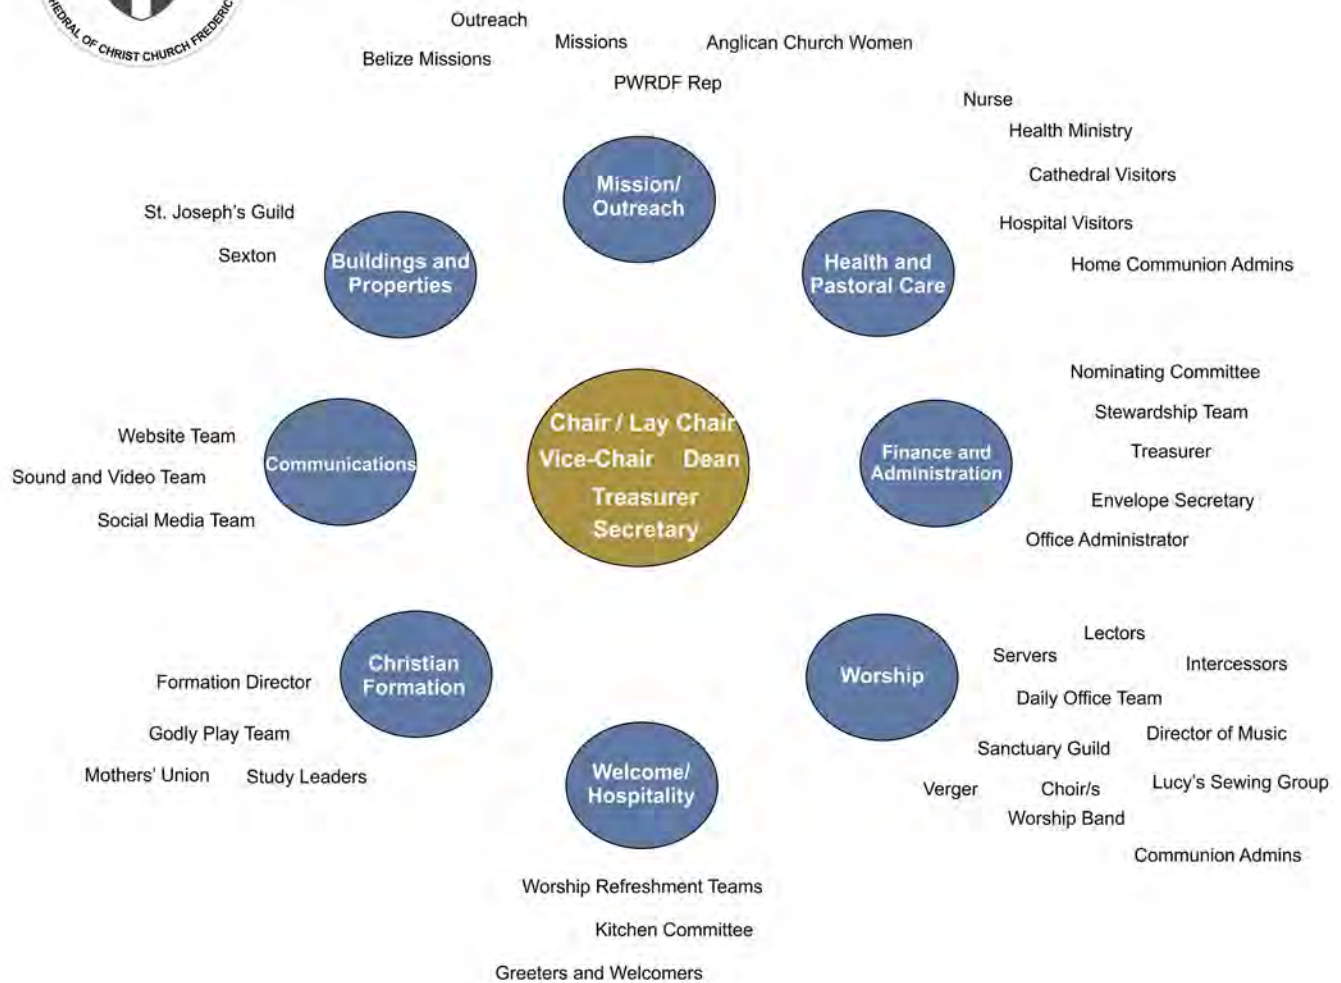 HEDRAL OF CHRIST CHURCH FREDERIC
Outreach
Missions
Anglican Church Women
Belize Missions
PWRDF Rep
Nurse
Health Ministry
Cathedral Visitors
Hospital Visitors
Home Communion Admins
Mission/
Outreach
St. Joseph's Guild
Sexton
Buildings and
Properties
Health and
Pastoral Care
Nominating Committee
Stewardship Team
Treasurer
Envelope Secretary
Office Administrator
Website Team
Sound and Video Team
Social Media Team
Communications
Chair / Lay Chair
Vice-Chair Dean
Treasurer
Secretary
Finance and
Administration
Formation Director
Godly Play Team
Mothers' Union Study Leaders
Christian
Formation
Worship
Lectors
Servers
Intercessors
Daily Office Team
Director of Music
Sanctuary Guild
Lucy's Sewing Group
Verger
Choir/s
Worship Band
Communion Admins
Welcome/
Hospitality
Worship Refreshment Teams
Kitchen Committee
Greeters and Welcomers